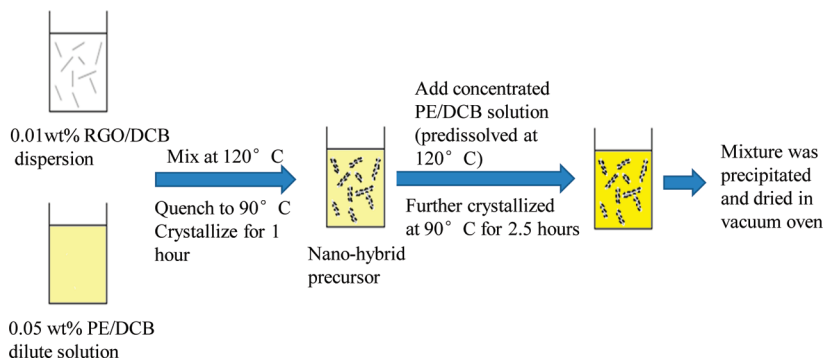 0.01wt% RGO/DCB
dispersion
0.05 wt% PE/DCB
dilute solution
Mix at 120° C
Quench to 90° C
Crystallize for 1
hour
Nano-hybrid
precursor
Add concentrated
PE/DCB solution
(predissolved at
120° C)
Further crystallized
at 90° C for 2.5 hours
Mixture was
precipitated
and dried in
vacuum oven